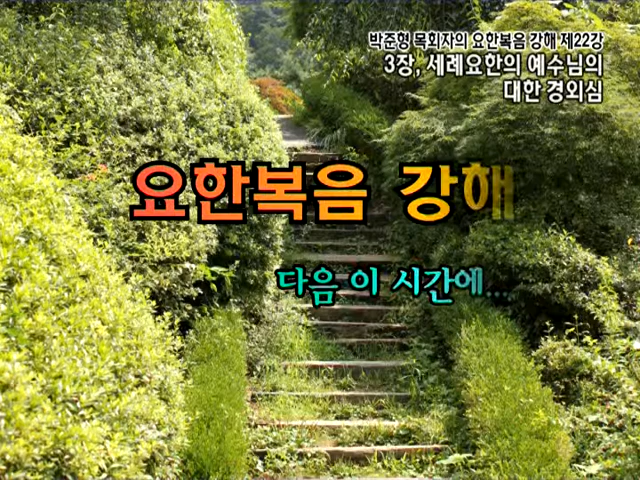 박준형 목회자의 요한복음 강해 제22강
3장, 세례요한의 예수님의
대한 경외심
요한복음 강해
다음 이 시간에...